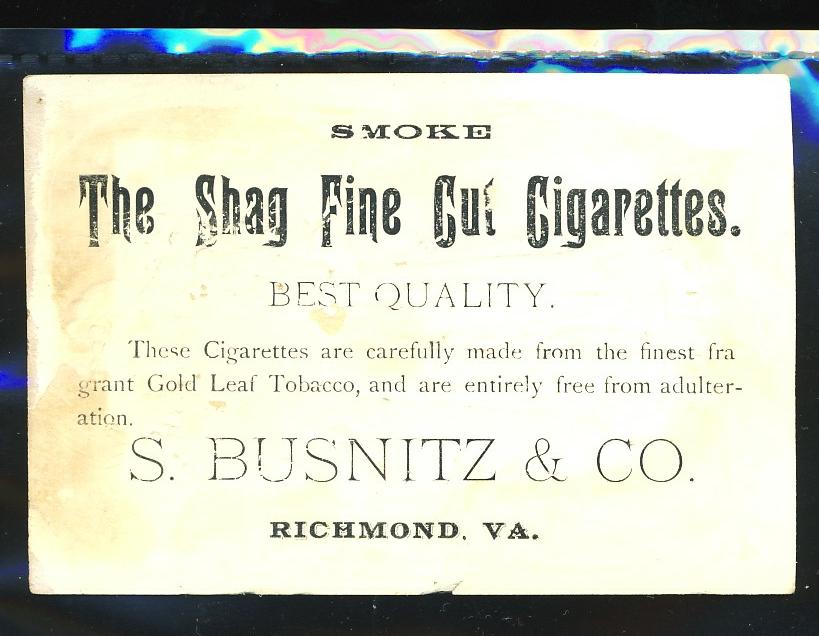 SMOKE
The Shag Fine Cut Cigarettes.
BEST QUALITY.
These Cigarettes are carefully made from the finest fra
grant Gold Leaf Tobacco, and are entirely free from adulter-
ation.
S. BUSNITZ & CO.
RICHMOND. VA.